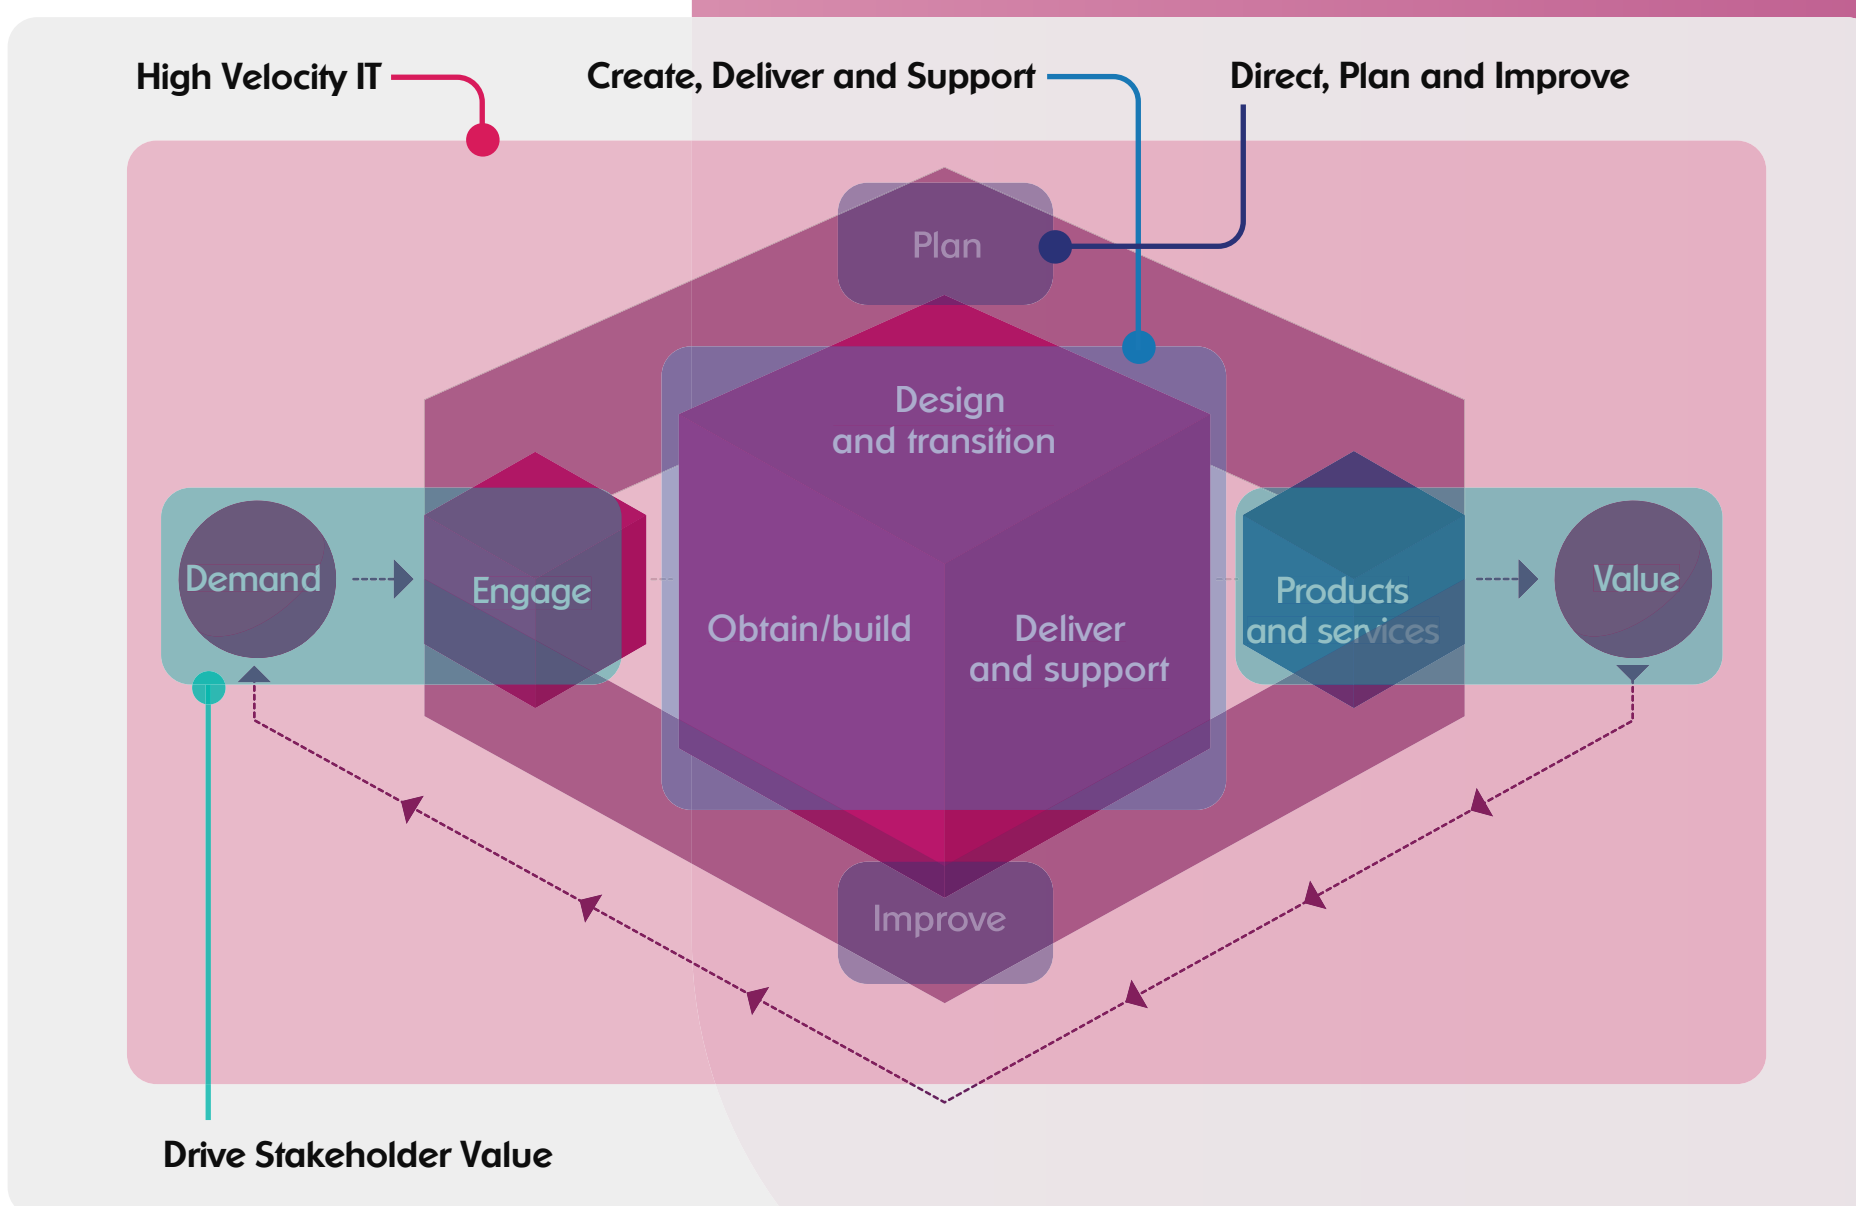 High Velocity IT
Create, Deliver and Support
Direct, Plan and Improve
Plan
Design
and transition
Demand
Engage
Obtain/build
Deliver
and support
Products
and services
Value
Improve
Drive Stakeholder Value